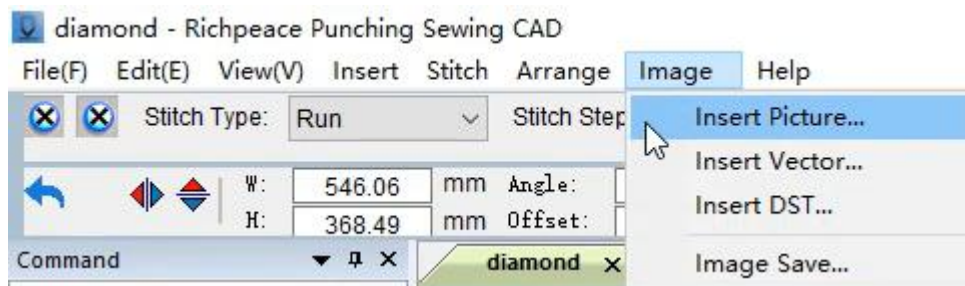 diamond - Richpeace Punching Sewing CAD
File(F) Edit(E) View(V) Insert Stitch Arrange Image Help
Stitch Type: Run Stitch Step
Insert Picture...
Insert Vector...
W: 546.06 mm Angle:
Insert DST...
H: 368.49 mm Offset:
Command diamond
Image Save...